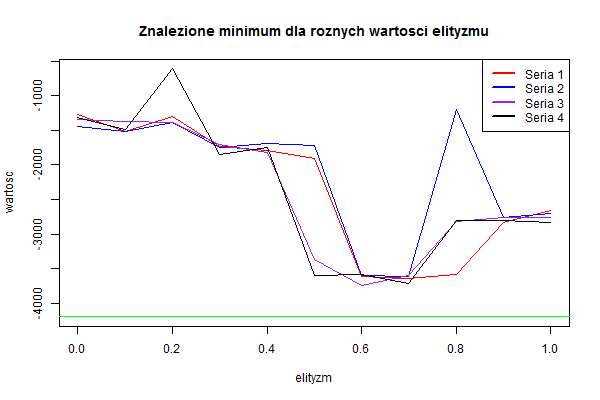 Znalezione minimum dla roznych wartosci elityzmu
Seria 1
Seria 2
Seria 3
Seria 4
-1000
-2000
-3000
-4000
wartosc
0.0 0.2 0.4 0.6 0.8 1.0
elityzm